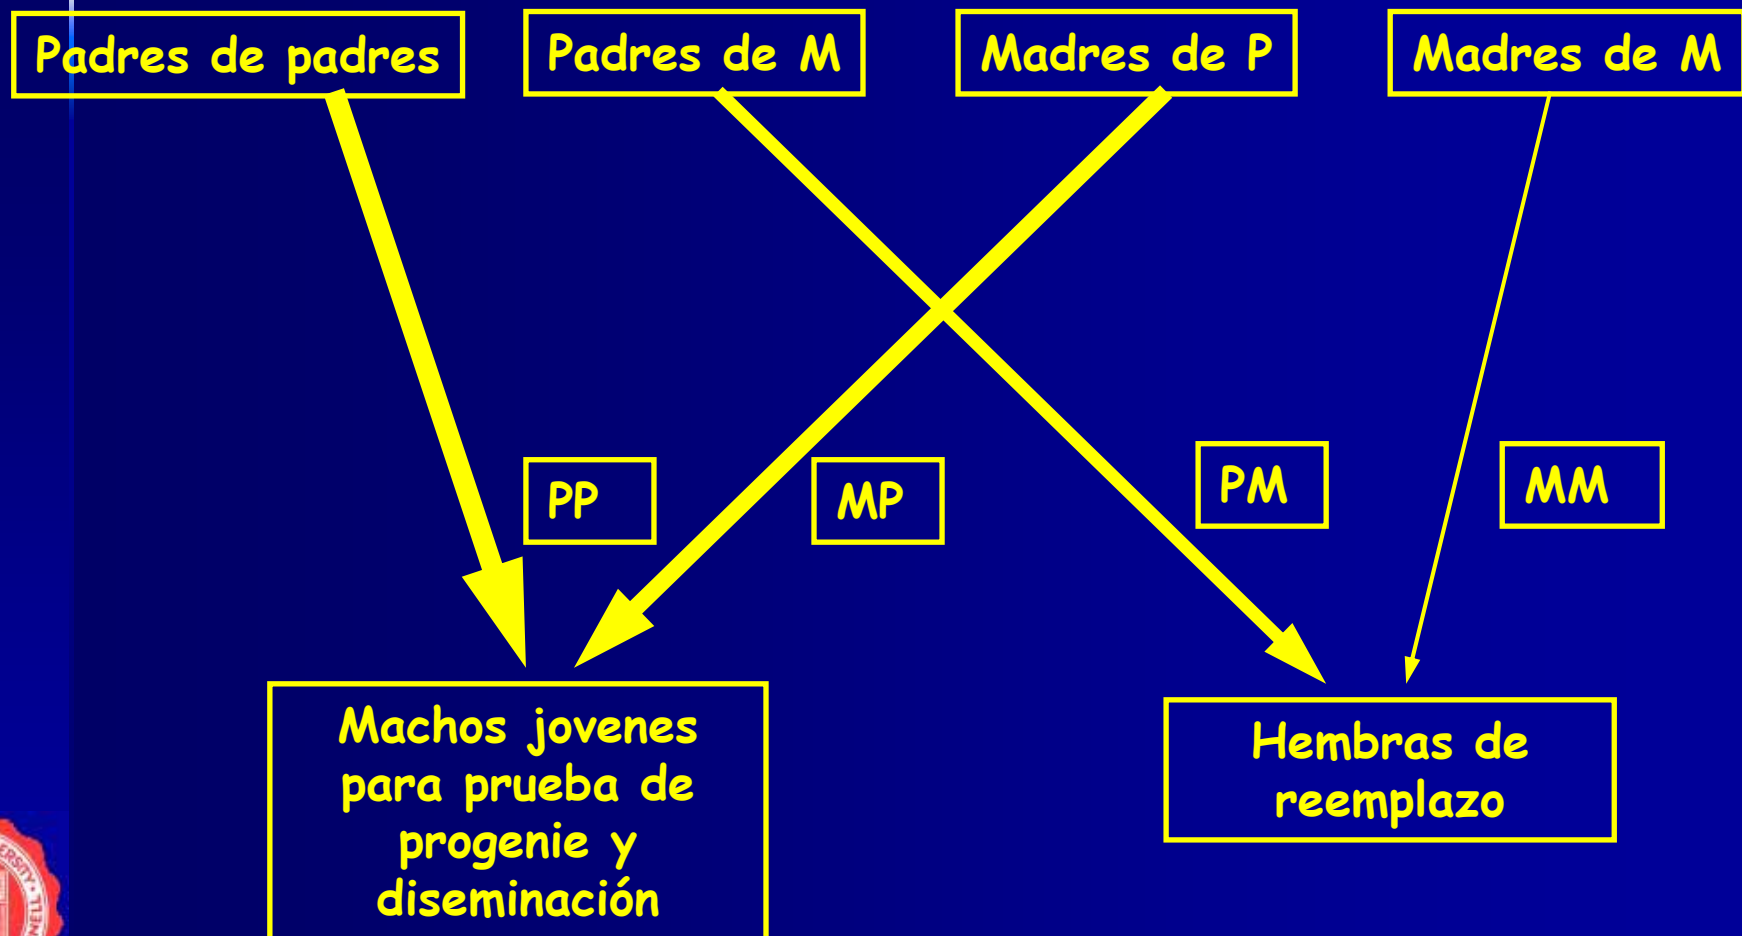 Padres de padres
Padres de M
Madres de P
Madres de M
PP
MP
PM
MM
Machos jovenes
para prueba de
progenie y
diseminación
Hembras de
reemplazo